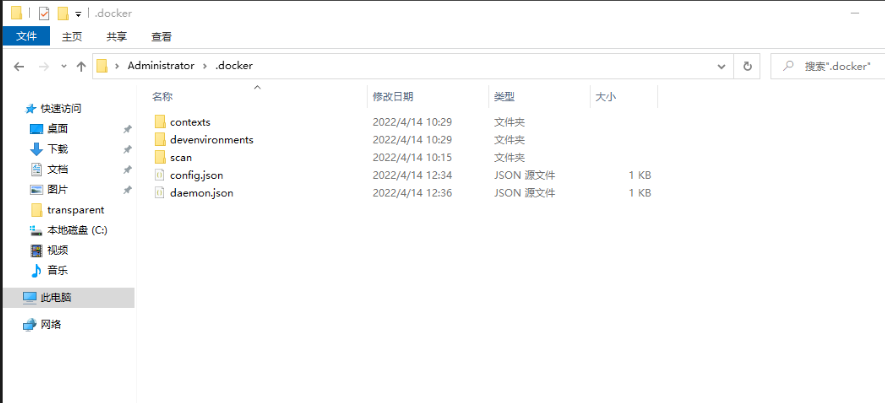 .docker
文件 主页 共享 查看
Administrator .docker 搜索".docker"
名称 修改日期 类型 大小
快速访问
桌面
下载
文档
图片
transparent
本地磁盘 (C:)
视频
音乐
此电脑
网络
contexts 2022/4/14 10:29 文件夹
devenvironments 2022/4/14 10:29 文件夹
scan 2022/4/14 10:15 文件夹
config.json 2022/4/14 12:34 JSON 源文件 1 KB
daemon.json 2022/4/14 12:36 JSON 源文件 1 KB